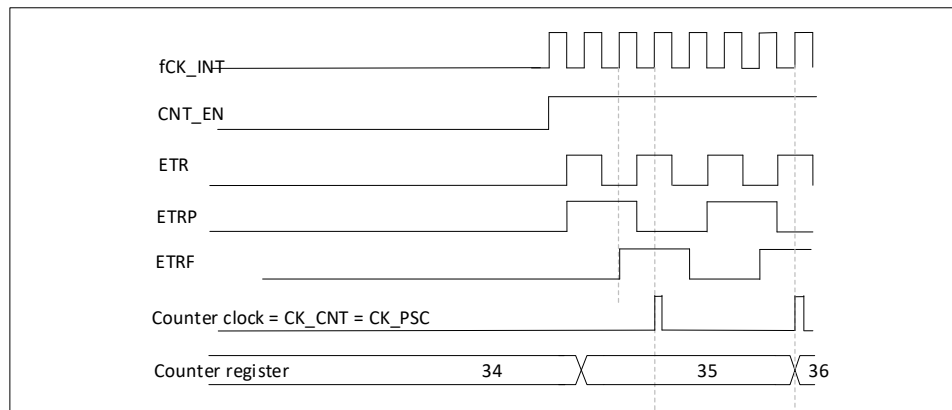 fCK_INT
CNT_EN
ETR
ETRP
ETRF
Counter clock = CK_CNT = CK_PSC
Counter register 34 35 36